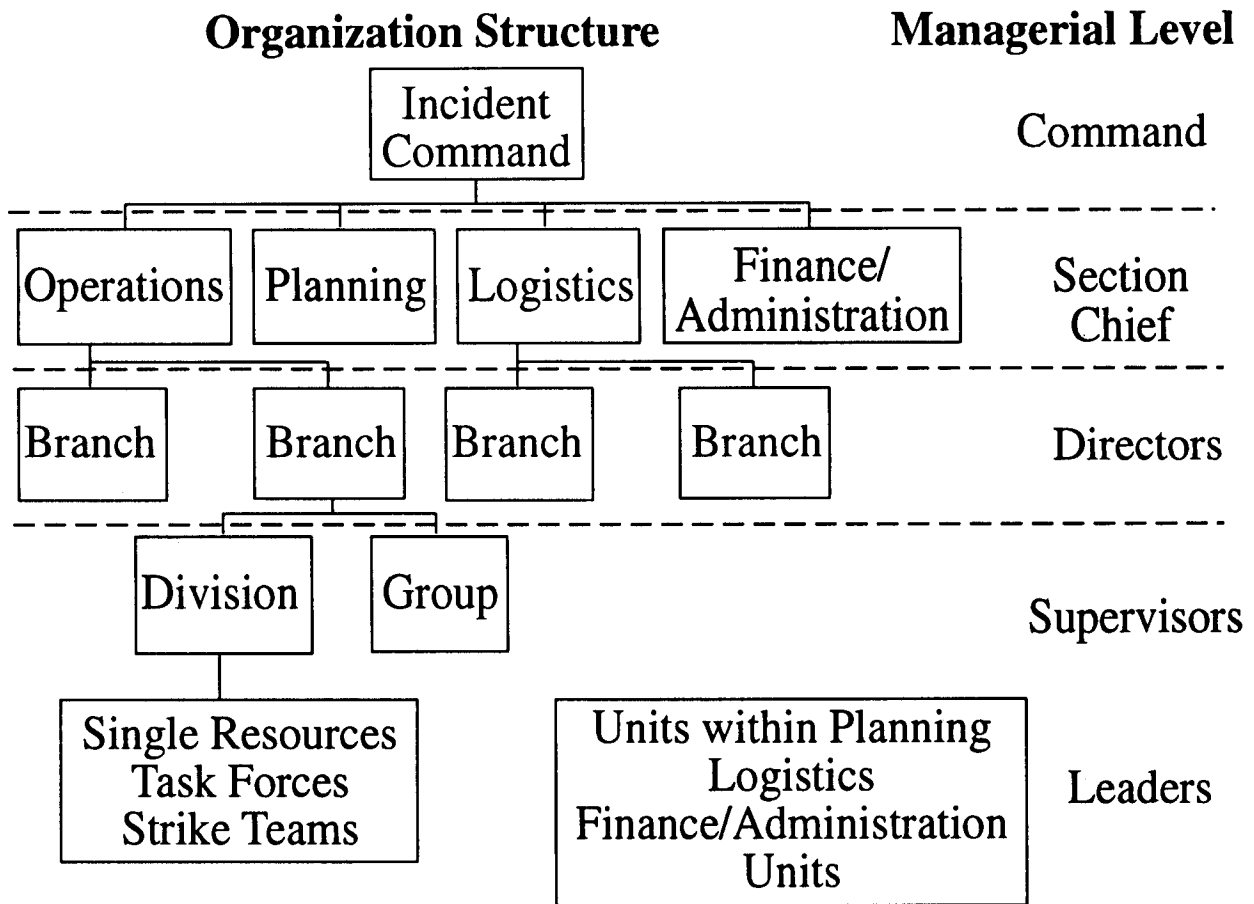 Organization Structure
Managerial Level
Incident
Command
Command
Operations
Planning
Logistics
Finance/
Administration
Section
Chief
Branch
Branch
Branch
Branch
Directors
Division
Group
Supervisors
Single Resources
Task Forces
Strike Teams
Units within Planning
Logistics
Finance/Administration
Units
Leaders